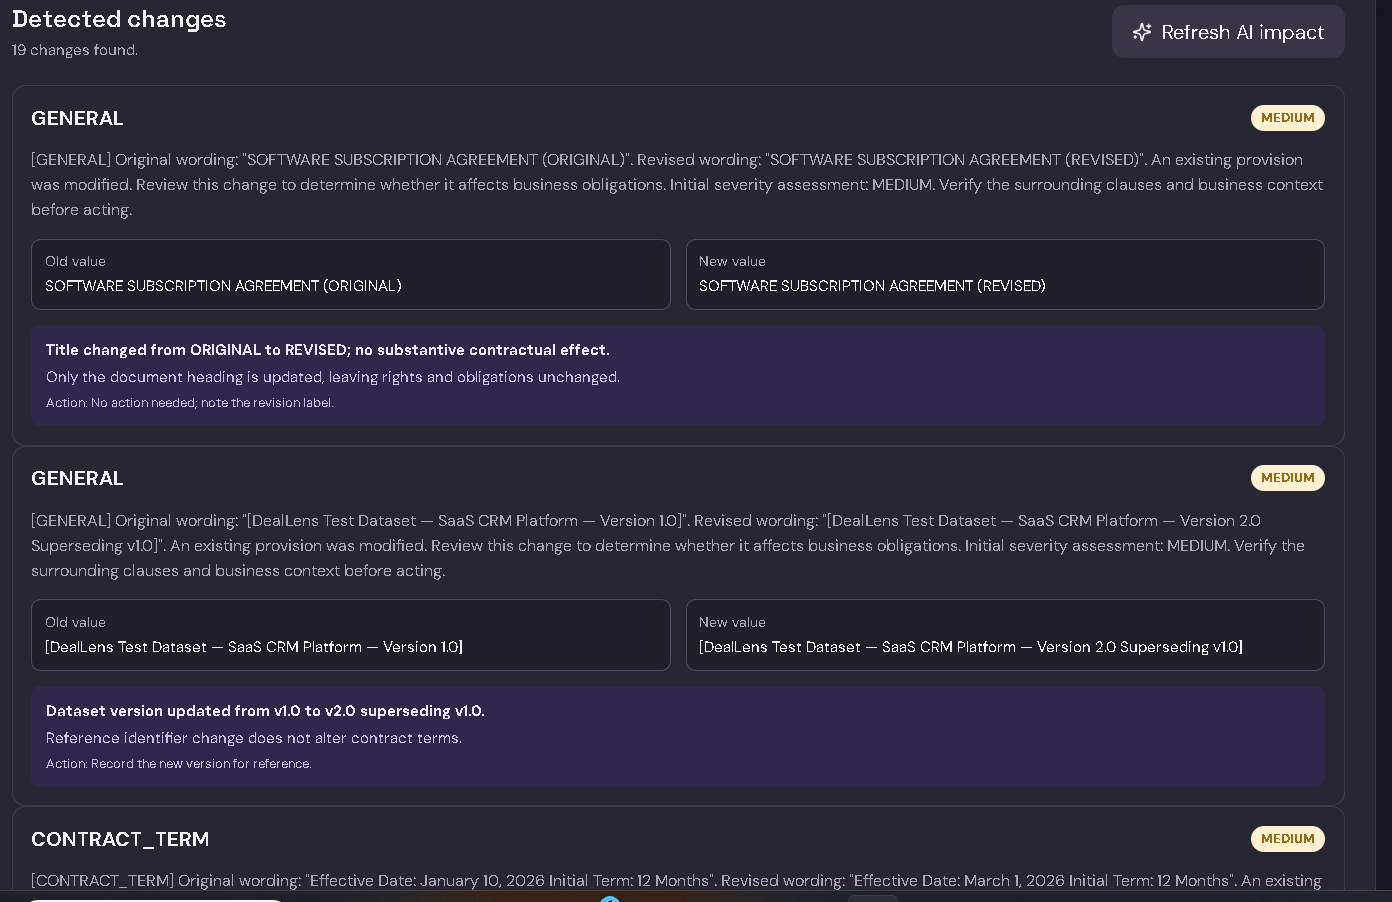 Detected changes
19 changes found.
Refresh AI impact
GENERAL
MEDIUM
[GENERAL] Original wording: "SOFTWARE SUBSCRIPTION AGREEMENT (ORIGINAL)". Revised wording: "SOFTWARE SUBSCRIPTION AGREEMENT (REVISED)". An existing provision
was modified. Review this change to determine whether it affects business obligations. Initial severity assessment: MEDIUM. Verify the surrounding clauses and business context
before acting.
Old value
SOFTWARE SUBSCRIPTION AGREEMENT (ORIGINAL)
New value
SOFTWARE SUBSCRIPTION AGREEMENT (REVISED)
Title changed from ORIGINAL to REVISED; no substantive contractual effect.
Only the document heading is updated, leaving rights and obligations unchanged.
Action: No action needed; note the revision label.
GENERAL
MEDIUM
[GENERAL] Original wording: "[DealLens Test Dataset — SaaS CRM Platform — Version 1.0]". Revised wording: "[DealLens Test Dataset — SaaS CRM Platform — Version 2.0
Superseding v1.0]". An existing provision was modified. Review this change to determine whether it affects business obligations. Initial severity assessment: MEDIUM. Verify the
surrounding clauses and business context before acting.
Old value
[DealLens Test Dataset — SaaS CRM Platform — Version 1.0]
New value
[DealLens Test Dataset — SaaS CRM Platform — Version 2.0 Superseding v1.0]
Dataset version updated from v1.0 to v2.0 superseding v1.0.
Reference identifier change does not alter contract terms.
Action: Record the new version for reference.
CONTRACT_TERM
MEDIUM
[CONTRACT_TERM] Original wording: "Effective Date: January 10, 2026 Initial Term: 12 Months". Revised wording: "Effective Date: March 1, 2026 Initial Term: 12 Months". An existing